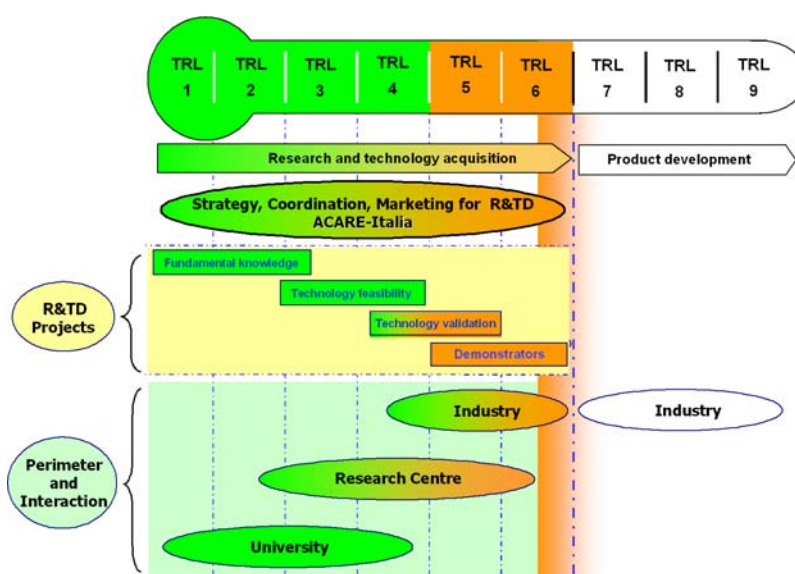 TRL TRL TRL TRL TRL TRL TRL TRL TRL
1 2 3 4 5 6 7 8 9
Research and technology acquisition
Product development
Strategy, Coordination, Marketing for R&TD
ACARE-Italia
R&TD
Projects
Fundamental knowledge
Technology feasibility
Technology validation
Demonstrators
Perimeter
and
Interaction
Industry
Industry
Research Centre
University